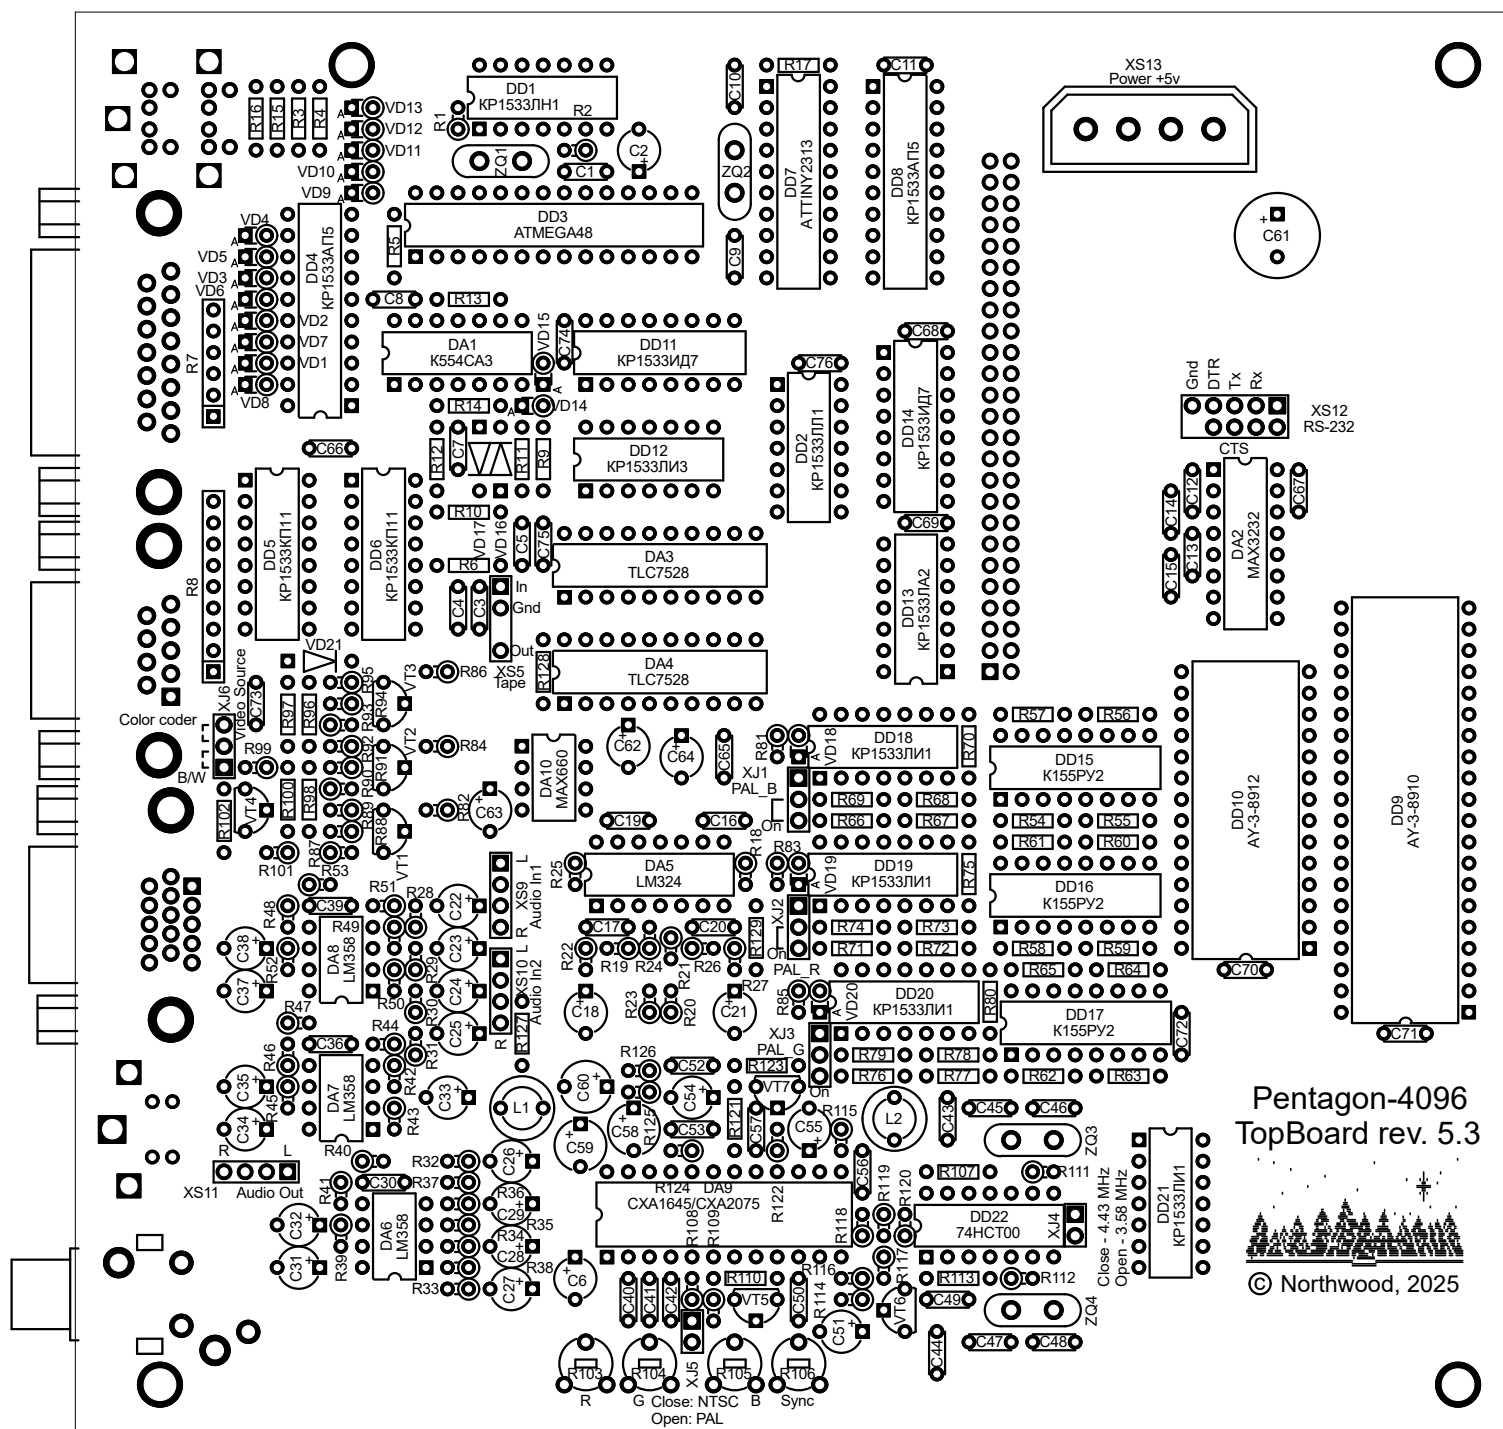 XS13
Power +5v
C10
R17
C11
DD1
КР1533ЛН1
R2
R1
C2
+
ZQ1
C1
ZQ2
DD7
ATTINY2313
DD8
КР1533АП5
R16
R15
R3
R4
VD13
VD12
VD11
VD10
VD9
A
A
A
A
A
DD3
ATMEGA48
R5
C9
+
C61
VD4
VD5
VD3
VD6
VD2
VD7
VD1
VD8
A
A
A
A
A
A
A
A
DD4
КР1533АП5
R7
C8
R13
DA1
К554СА3
VD15
A
C74
DD11
КР1533ИД7
C68
C76
R14
A
VD14
DD2
КР1533ЛЛ1
DD14
КР1533ИД7
Gnd
DTR
Tx
Rx
XS12
RS-232
CTS
C66
R12
C7
R11
R9
DD12
КР1533ЛИ3
DD5
КР1533КП11
DD6
КР1533КП11
R8
R10
VD17
VD16
C5
C75
C69
C14
C12
C67
DA2
MAX3232
C15
C13
R6
DA3
TLC7528
DD13
КР1533ЛА2
C4
C3
In
Gnd
Out
XS5
Tape
VD21
R86
R128
DA4
TLC7528
XJ6
Video Source
Color coder
B/W
C73
R97
R96
R95
R93
R94
VT3
R99
R92
R91
VT2
R84
R90
R100
R98
R102
VT4
R89
R88
VT1
R82
+
C63
DA10
MAX660
+
C62
+
C64
C65
R81
A
VD18
DD18
КР1533ЛИ1
R70
R57
R56
DD15
К155РУ2
XJ1
PAL_B
On
R69
R68
R66
R67
R54
R55
R61
R60
C19
C16
R101
R87
R53
R25
DA5
LM324
R18
R83
A
VD19
DD19
КР1533ЛИ1
R75
DD16
К155РУ2
DD10
AY-3-8912
DD9
AY-3-8910
L
XS9
Audio In1
R
R48
C39
R51
R28
R49
C22
+
C38
+
R52
DA8
LM358
C23
+
C37
+
R50
R29
C24
+
L
XS10
Audio In2
R
R22
C17
R19
R24
R21
C20
R26
R129
XJ2
On
PAL_R
R74
R73
R71
R72
R58
R59
R65
R64
C70
R47
R30
C25
+
R127
+
C18
R23
R20
+
C21
R27
R85
A
VD20
DD20
КР1533ЛИ1
R80
DD17
К155РУ2
C72
C71
R46
C36
R44
R31
C35
+
R45
DA7
LM358
R42
C33
+
R43
C34
+
R40
L1
R126
C60
+
C52
R123
XJ3
PAL_G
On
R79
R78
R76
R77
R62
R63
VT7
C54
+
R125
+
C58
+
C59
C53
R121
C57
C55
+
R115
L2
C43
C45
C46
ZQ3
Pentagon-4096
TopBoard rev. 5.3
R
L
XS11
Audio Out
R41
C30
R32
R37
C26
+
C32
+
R39
DA6
LM358
R36
C29
+
R35
R34
C28
+
R38
C31
+
R33
C27
+
R124
DA9
CXA1645/CXA2075
R108
R109
R122
C56
R118
R119
R120
R107
R111
DD22
74HCT00
XJ4
Close - 4.43 MHz
Open - 3.58 MHz
DD21
КР1533ЛИ1
© Northwood, 2025
+
C6
C40
C41
C42
R110
VT5
C50
R116
R114
R117
R113
R112
C51
+
VT6
C49
ZQ4
C44
C47
C48
R103
R104
XJ5
R105
R106
R
G
Close: NTSC
B
Sync
Open: PAL